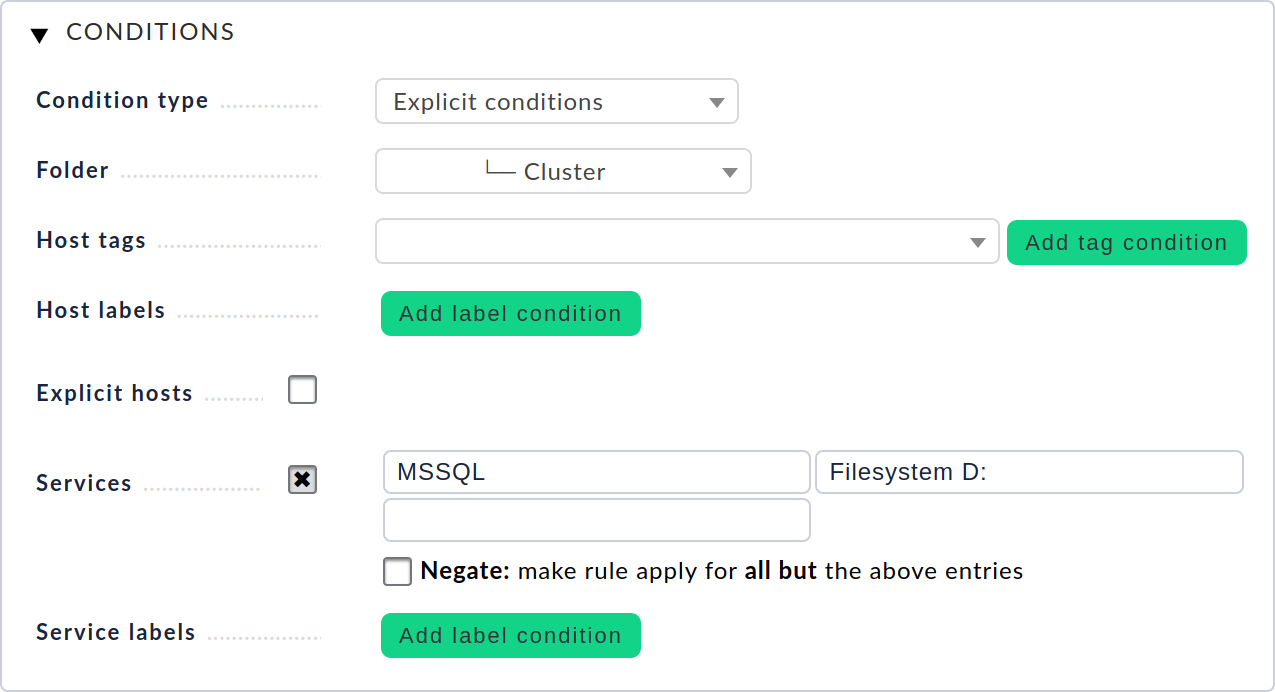 CONDITIONS
Condition type Explicit conditions
Folder Cluster
Host tags Add tag condition
Host labels Add label condition
Explicit hosts
Services MSSQL Filesystem D:
Negate: make rule apply for all but the above entries
Service labels Add label condition